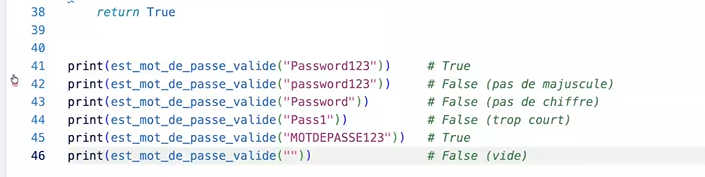 38 return True
39
40
41 print(est_mot_de_passe_valide("Password123")) # True
42 print(est_mot_de_passe_valide("password123")) # False (pas de majuscule)
43 print(est_mot_de_passe_valide("Password")) # False (pas de chiffre)
44 print(est_mot_de_passe_valide("Pass1")) # False (trop court)
45 print(est_mot_de_passe_valide("MOTDEPASSE123")) # True
46 print(est_mot_de_passe_valide("")) # False (vide)